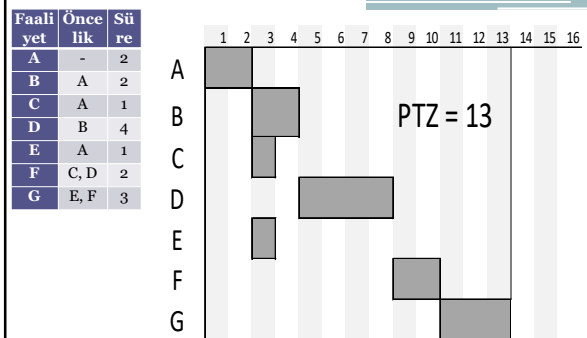 Faali Önce Sü
yet lik re
A - 2
B A 2
C A 1
D B 4
E A 1
F C, D 2
G E, F 3
1 2 3 4 5 6 7 8 9 10 11 12 13 14 15 16
A
B PTZ = 13
C
D
E
F
G